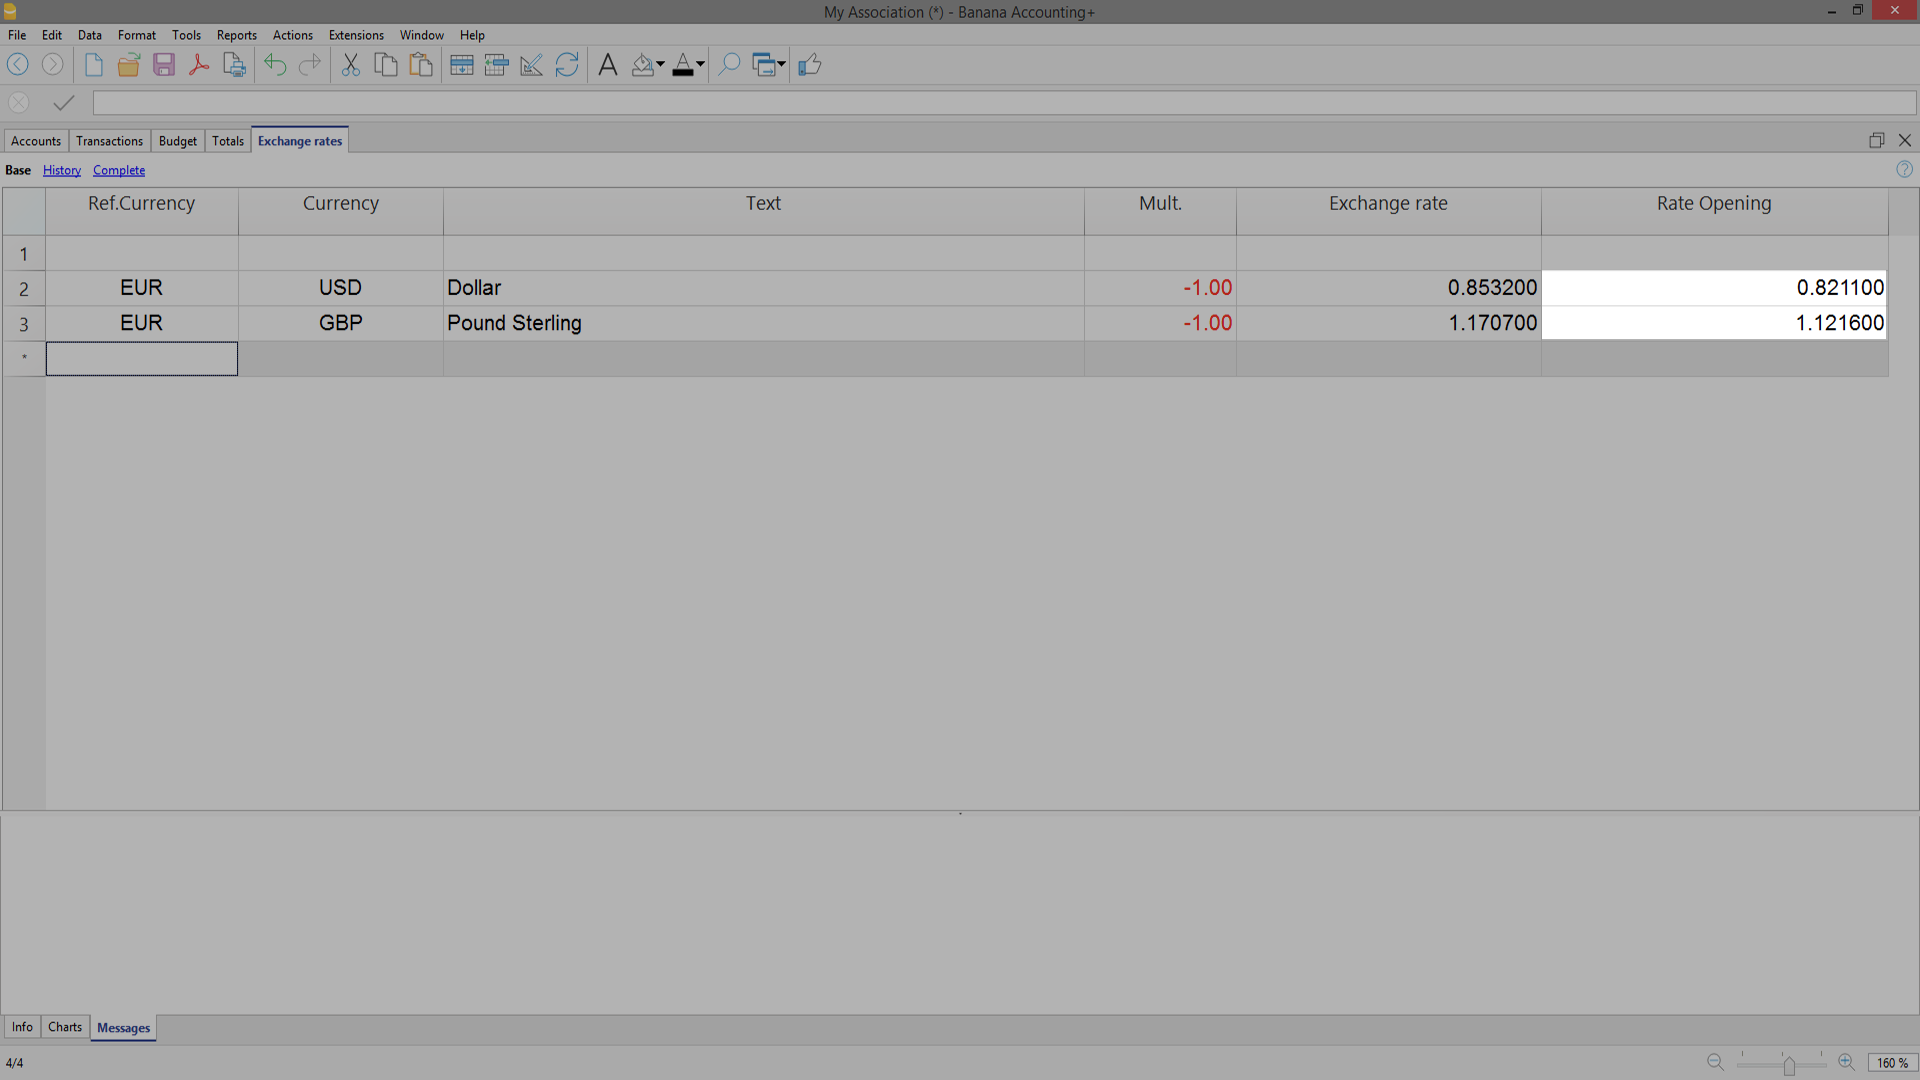 My Association (*) - Banana Accounting+
File Edit Data Format Tools Reports Actions Extensions Window Help
Accounts Transactions Budget Totals Exchange rates
Base History Complete
Ref.Currency Currency Text Mult. Exchange rate Rate Opening
1
2 EUR USD Dollar -1.00 0.853200 0.821100
3 EUR GBP Pound Sterling -1.00 1.170700 1.121600
*
Info Charts Messages
4/4 160 %